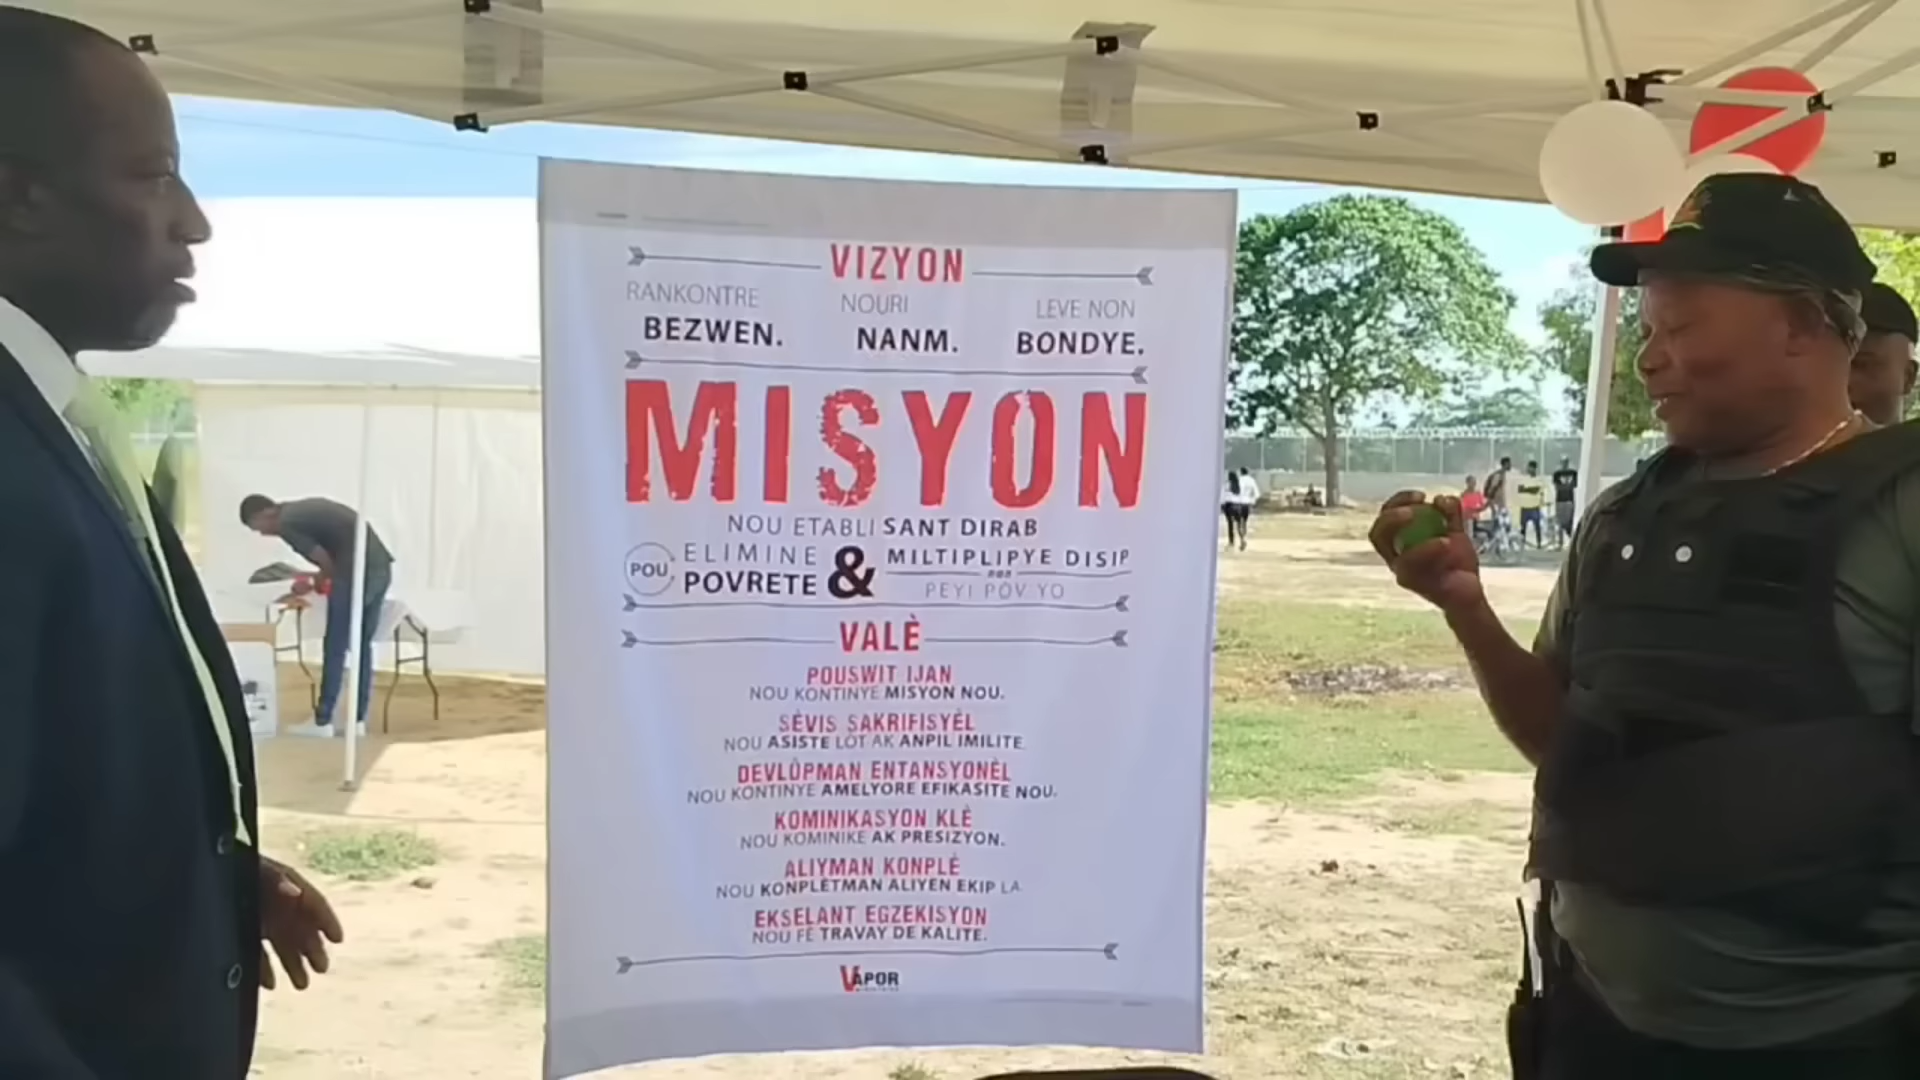 VIZYON
RANKONTRE NOURI LEVE NON
BEZWEN. NANM. BONDYE.
MISYON
NOU ETABLI SANT DIRAB
POU ELIMINE & MILTIPLIPYE DISIP
POVRETE PEYI PÒV YO
VALÈ
POUSWIT IJAN
NOU KONTINYE MISYON NOU.
SÈVIS SAKRIFISYÈL
NOU ASISTE LÒT AK ANPIL IMILITE
DEVLÒPMAN ENTANSYONÈL
NOU KONTINYE AMELYORE EFIKASITE NOU.
KOMINIKASYON KLÈ
NOU KOMINIKE AK PRESIZYON.
ALIYMAN KONPLÈ
NOU KONPLÈTMAN ALIYEN EKIP LA
EKSELANT EGZEKISYON
NOU FÈ TRAVAY DE KALITE.
VAPOR